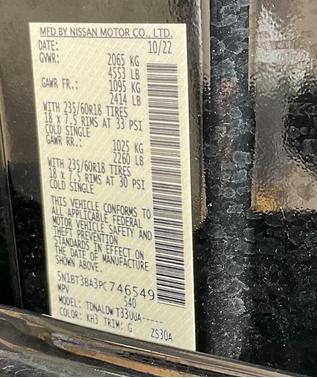 MFD BY NISSAN MOTOR CO., LTD.
DATE: 10/22
GVWR: 2065 KG
4553 LB
GAWR FR.: 1095 KG
2414 LB
WITH 235/60R18 TIRES
18 x 7.5 RIMS AT 33 PSI
COLD SINGLE
GAWR RR.: 1025 KG
2260 LB
WITH 235/60R18 TIRES
18 x 7.5 RIMS AT 30 PSI
COLD SINGLE
THIS VEHICLE CONFORMS TO
ALL APPLICABLE FEDERAL
MOTOR VEHICLE SAFETY AND
THEFT PREVENTION
STANDARDS IN EFFECT ON
THE DATE OF MANUFACTURE
SHOWN ABOVE.
5N1BT3BA3PC746549
MPV 540
MODEL: TDNALDWT33UUA-----
COLOR: KH3 TRIM: G ZS30A